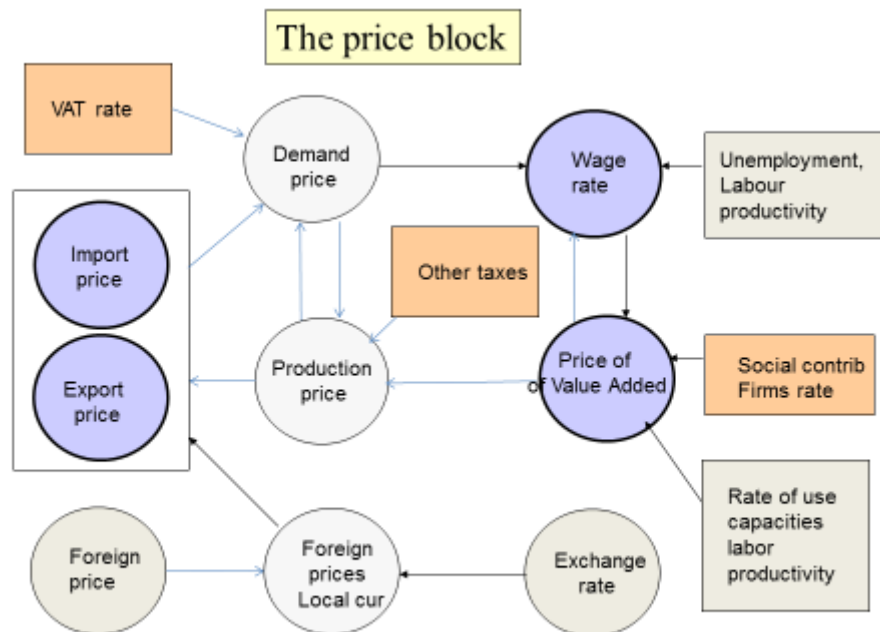 The price block
VAT rate
Demand
price
Wage
rate
Unemployment,
Labour
productivity
Import
price
Other taxes
Export
price
Production
price
Price of
of Value Added
Social contrib
Firms rate
Rate of use
capacities
labor
productivity
Foreign
price
Foreign
prices
Local cur
Exchange
rate